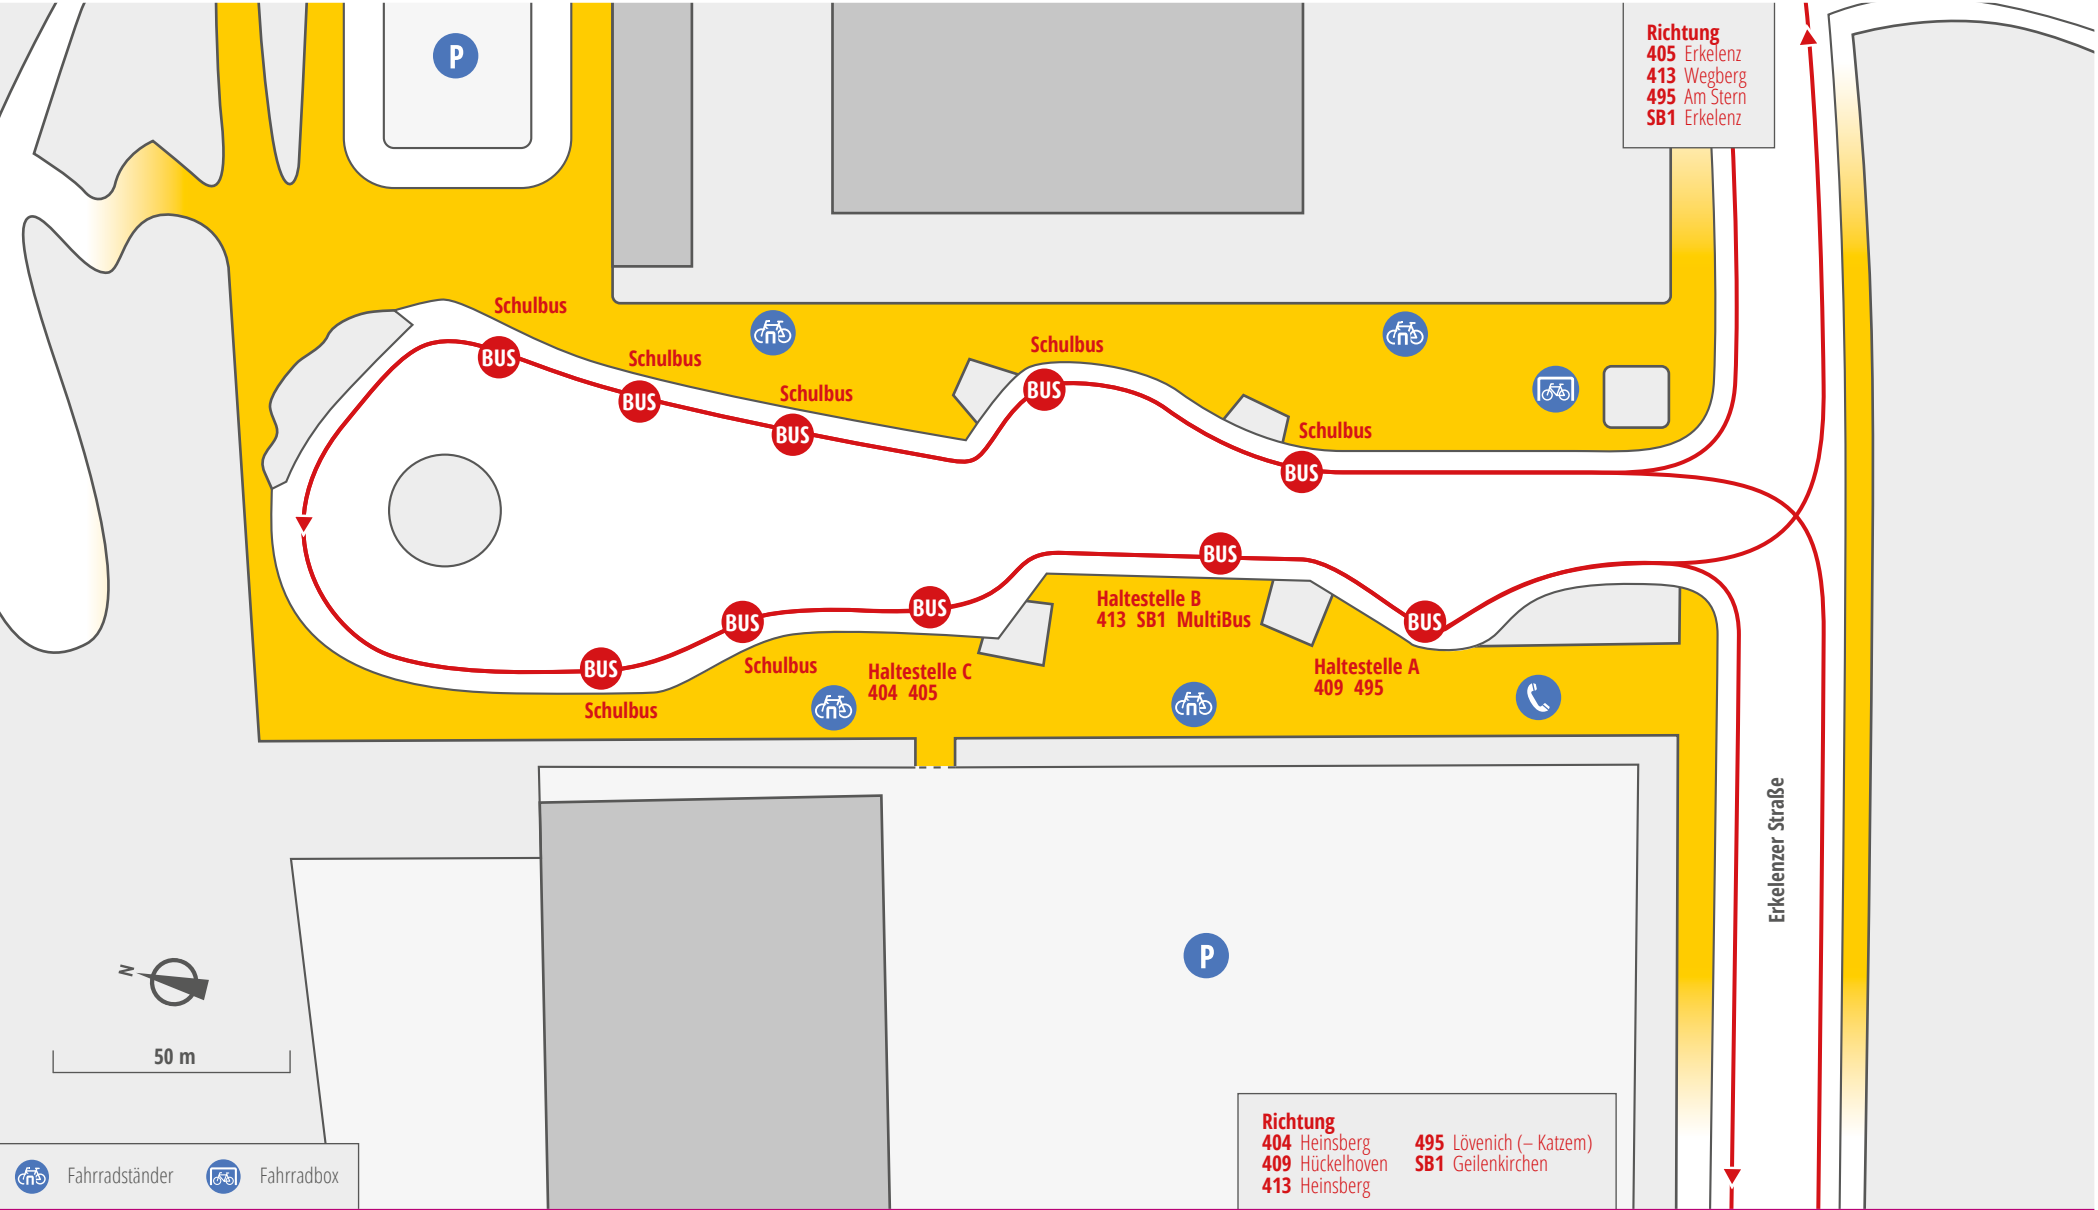 P
Richtung
405 Erkelenz
413 Wegberg
495 Am Stern
SB1 Erkelenz
Schulbus
Schulbus
Schulbus
Schulbus
Schulbus
BUS
BUS
BUS
BUS
BUS
BUS
BUS
BUS
BUS
BUS
Haltestelle B
413 SB1 MultiBus
Schulbus
Haltestelle C
404 405
Haltestelle A
409 495
Schulbus
Erkelenzer Straße
P
N
50 m
Fahrradständer
Fahrradbox
Richtung
404 Heinsberg
409 Hückelhoven
413 Heinsberg
495 Lövenich (– Katzem)
SB1 Geilenkirchen